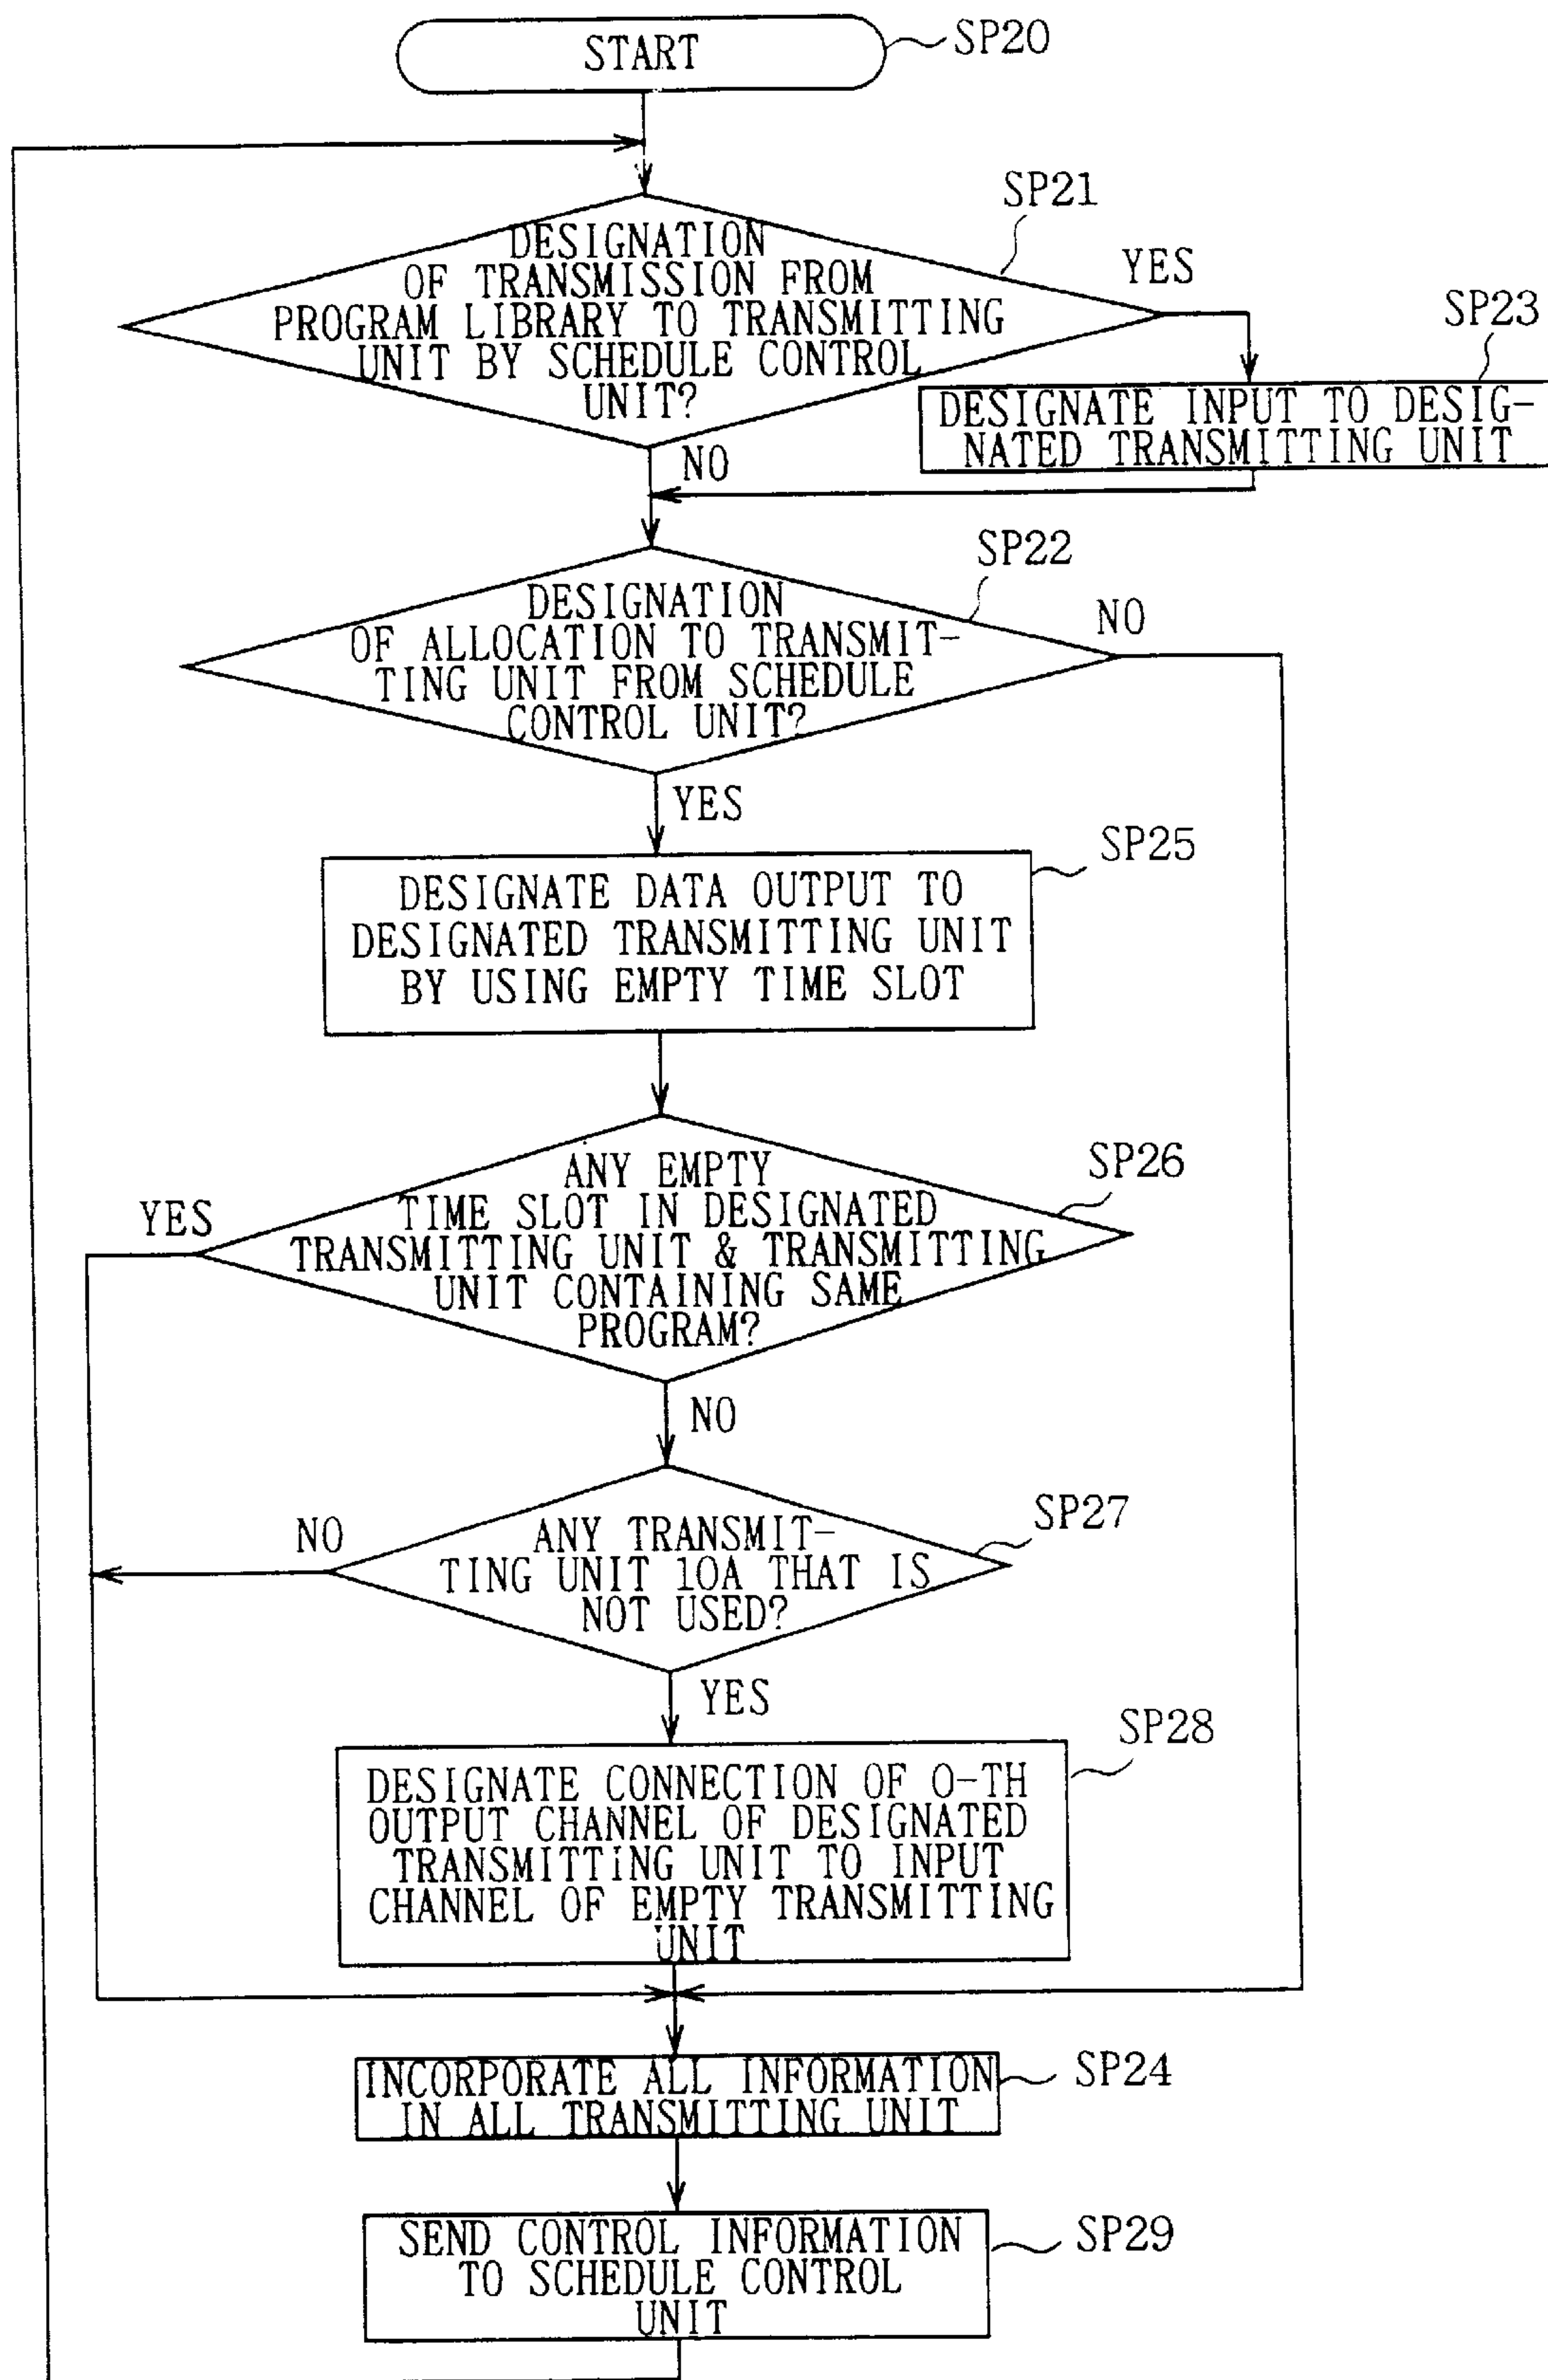 START
SP20
SP21
DESIGNATION
OF TRANSMISSION FROM
PROGRAM LIBRARY TO TRANSMITTING
UNIT BY SCHEDULE CONTROL
UNIT?
YES
NO
SP23
DESIGNATE INPUT TO DESIG-
NATED TRANSMITTING UNIT
SP22
DESIGNATION
OF ALLOCATION TO TRANSMIT-
TING UNIT FROM SCHEDULE
CONTROL UNIT?
NO
YES
SP25
DESIGNATE DATA OUTPUT TO
DESIGNATED TRANSMITTING UNIT
BY USING EMPTY TIME SLOT
SP26
ANY EMPTY
TIME SLOT IN DESIGNATED
TRANSMITTING UNIT & TRANSMITTING
UNIT CONTAINING SAME
PROGRAM?
YES
NO
SP27
ANY TRANSMIT-
TING UNIT 10A THAT IS
NOT USED?
NO
YES
SP28
DESIGNATE CONNECTION OF 0-TH
OUTPUT CHANNEL OF DESIGNATED
TRANSMITTING UNIT TO INPUT
CHANNEL OF EMPTY TRANSMITTING
UNIT
INCORPORATE ALL INFORMATION
IN ALL TRANSMITTING UNIT
SP24
SEND CONTROL INFORMATION
TO SCHEDULE CONTROL
UNIT
SP29